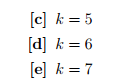 [c] k = 5
[d] k = 6
[e] k = 7